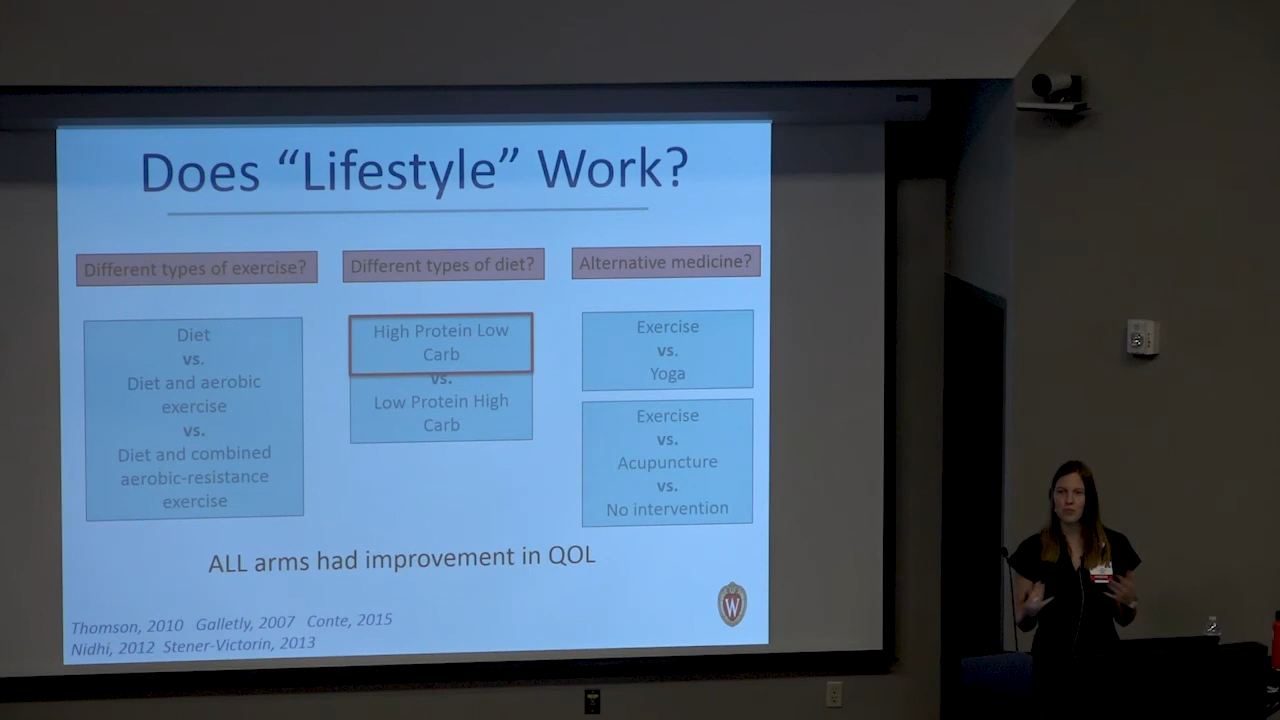 Does “Lifestyle” Work?
Different types of exercise?
Diet
vs.
Diet and aerobic
exercise
vs.
Diet and combined
aerobic-resistance
exercise
Different types of diet?
High Protein Low
Carb
vs.
Low Protein High
Carb
Alternative medicine?
Exercise
vs.
Yoga
Exercise
vs.
Acupuncture
vs.
No intervention
ALL arms had improvement in QOL
Thomson, 2010 Galletly, 2007 Conte, 2015
Nidhi, 2012 Stener-Victorin, 2013
W